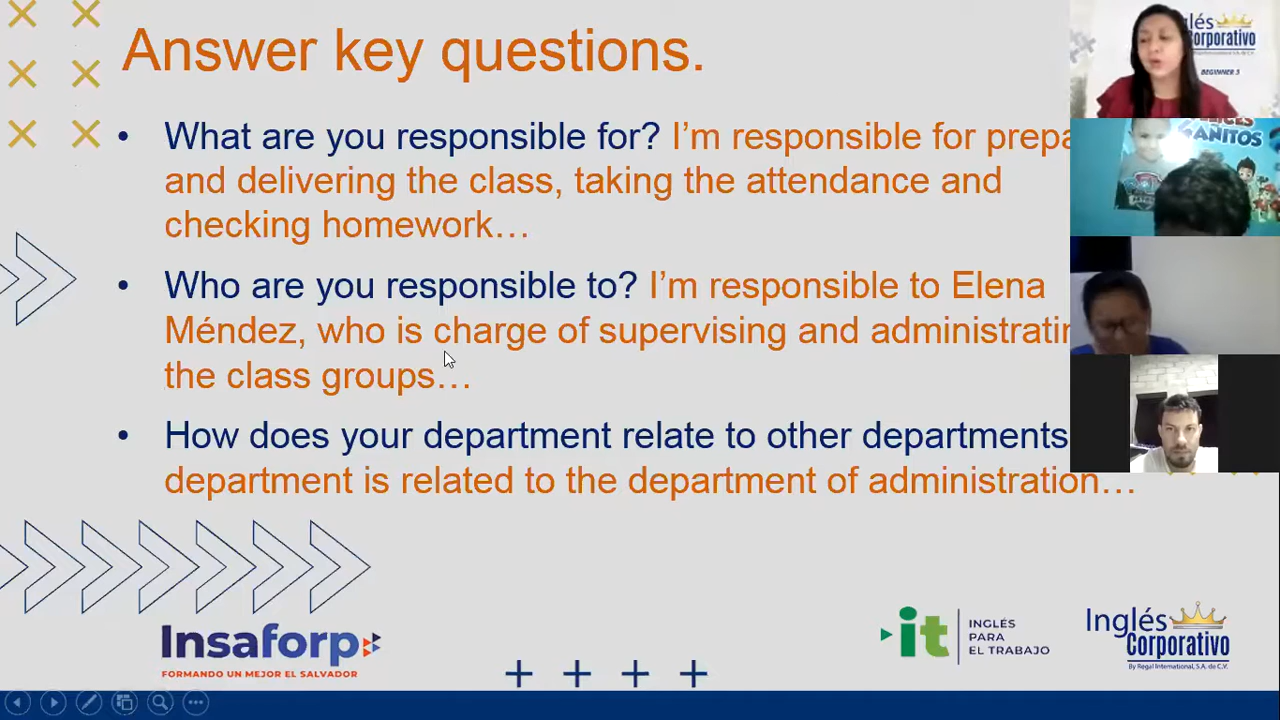 Answer key questions.
• What are you responsible for? I'm responsible for
and delivering the class, taking the attendance and
checking homework…
• Who are you responsible to? I'm responsible to Elena
Méndez, who is charge of supervising and
the class groups…
• How does your department relate to other departments
department is related to the department of administration…
Insaforp
FORMANDO UN MEJOR EL SALVADOR
it
INGLÉS
PARA
EL TRABAJO
Inglés
Corporativo
By Regal International, S.A. de C.V.
Corporativo
BEGINNER 5